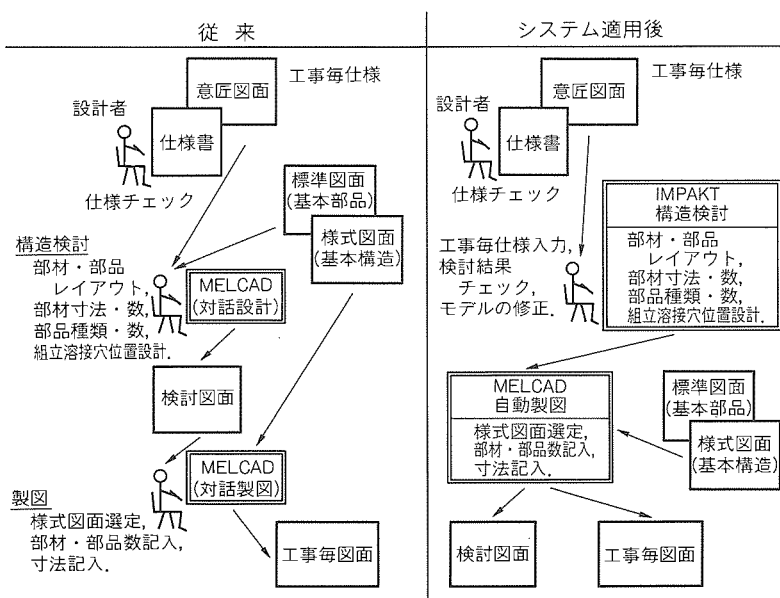 従 来
意匠図面
工事毎仕様
設計者
仕様書
仕様チェック
標準図面
(基本部品)
様式図面
(基本構造)
構造検討
部材・部品
レイアウト,
部材寸法・数,
部品種類・数,
組立溶接穴位置設計.
MELCAD
(対話設計)
検討図面
MELCAD
(対話製図)
製図
様式図面選定,
部材・部品数記入,
寸法記入.
工事毎図面
システム適用後
意匠図面
工事毎仕様
設計者
仕様書
仕様チェック
IMPAKT
構造検討
部材・部品
レイアウト,
部材寸法・数,
部品種類・数,
組立溶接穴位置設計.
工事毎仕様入力,
検討結果
チェック,
モデルの修正.
MELCAD
自動製図
様式図面選定,
部材・部品数記入,
寸法記入.
標準図面
(基本部品)
様式図面
(基本構造)
検討図面
工事毎図面